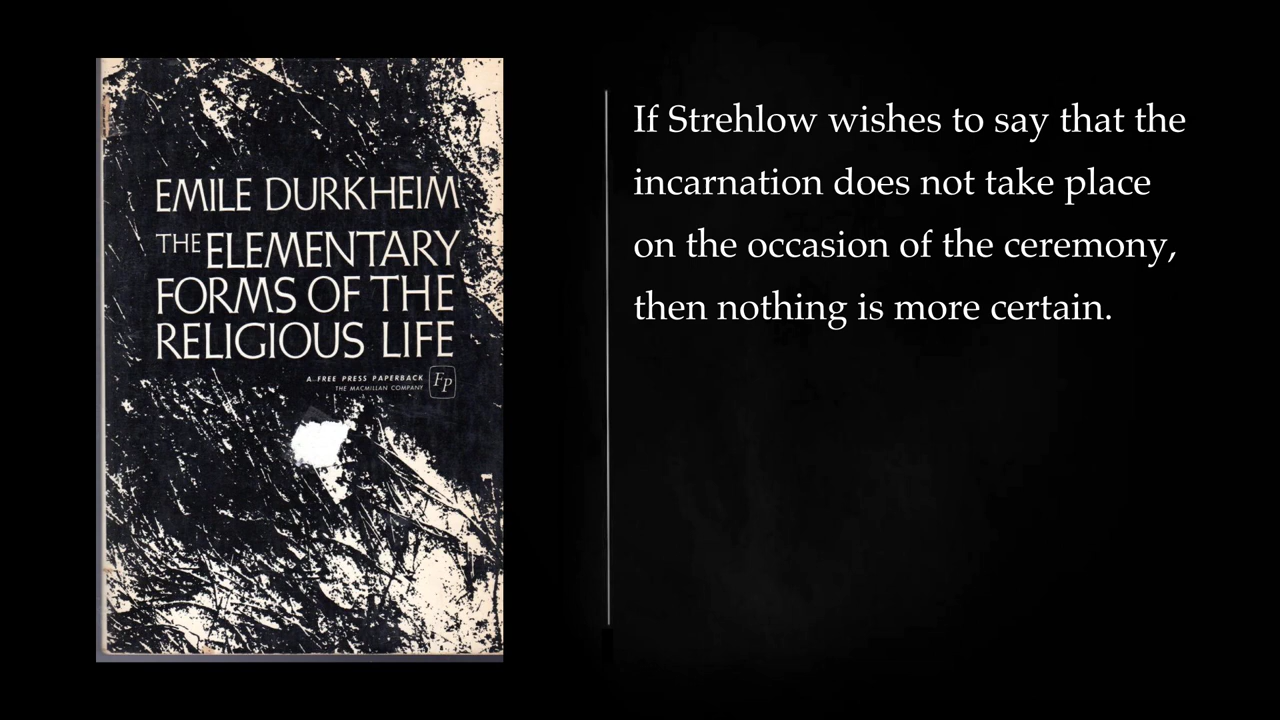 EMILE DURKHEIM
THE ELEMENTARY
FORMS OF THE
RELIGIOUS LIFE
A FREE PRESS PAPERBACK
THE MACMILLAN COMPANY
FP
If Strehlow wishes to say that the
incarnation does not take place
on the occasion of the ceremony,
then nothing is more certain.